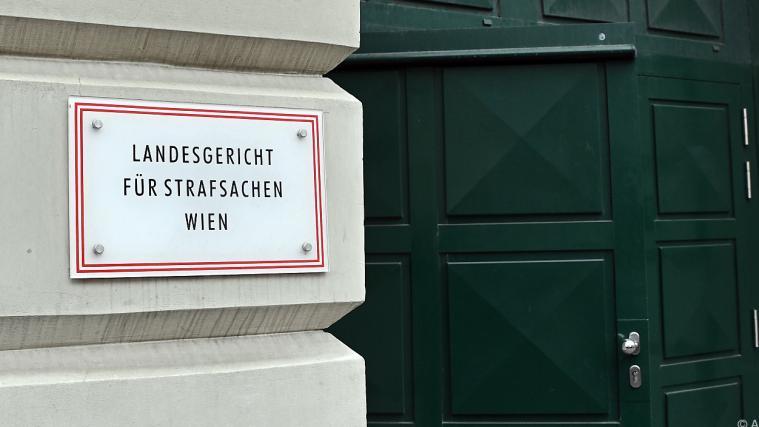 LANDESGERICHT
FÜR STRAFSACHEN
WIEN